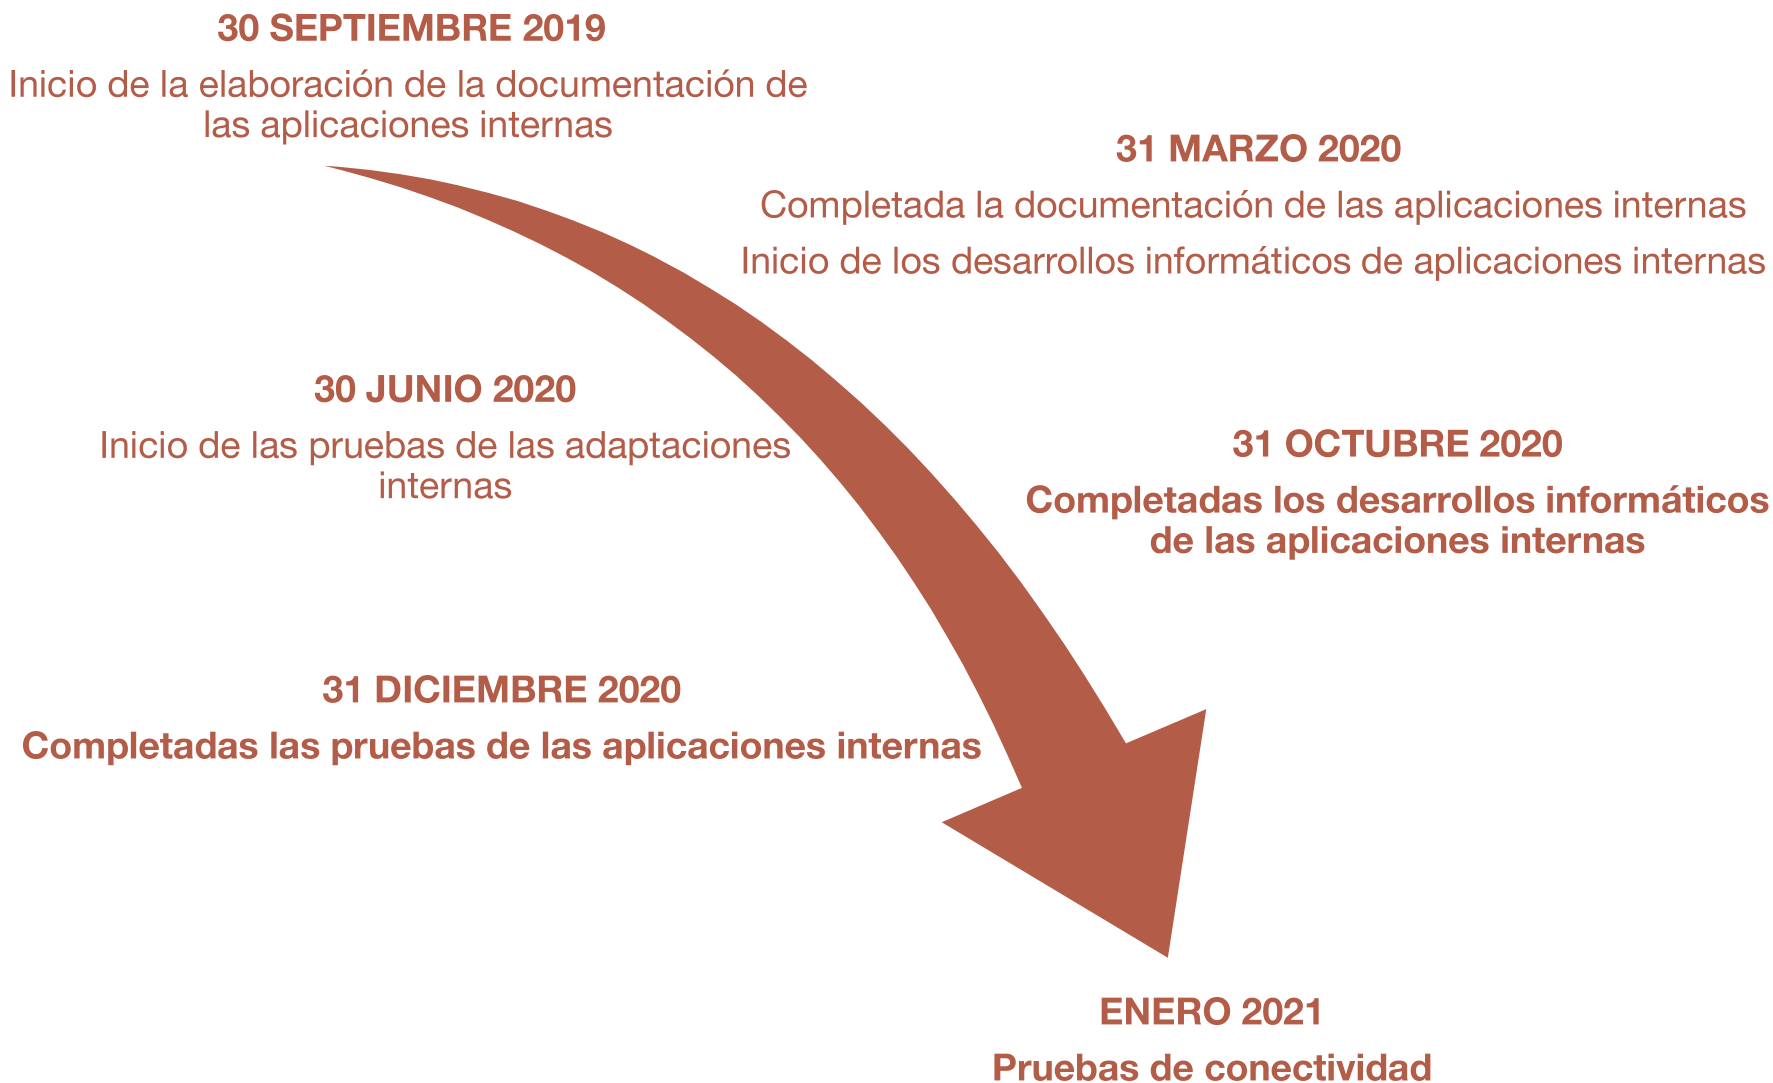 30 SEPTIEMBRE 2019
Inicio de la elaboración de la documentación de
las aplicaciones internas
31 MARZO 2020
Completada la documentación de las aplicaciones internas
Inicio de los desarrollos informáticos de aplicaciones internas
30 JUNIO 2020
Inicio de las pruebas de las adaptaciones
internas
31 OCTUBRE 2020
Completadas los desarrollos informáticos
de las aplicaciones internas
31 DICIEMBRE 2020
Completadas las pruebas de las aplicaciones internas
ENERO 2021
Pruebas de conectividad